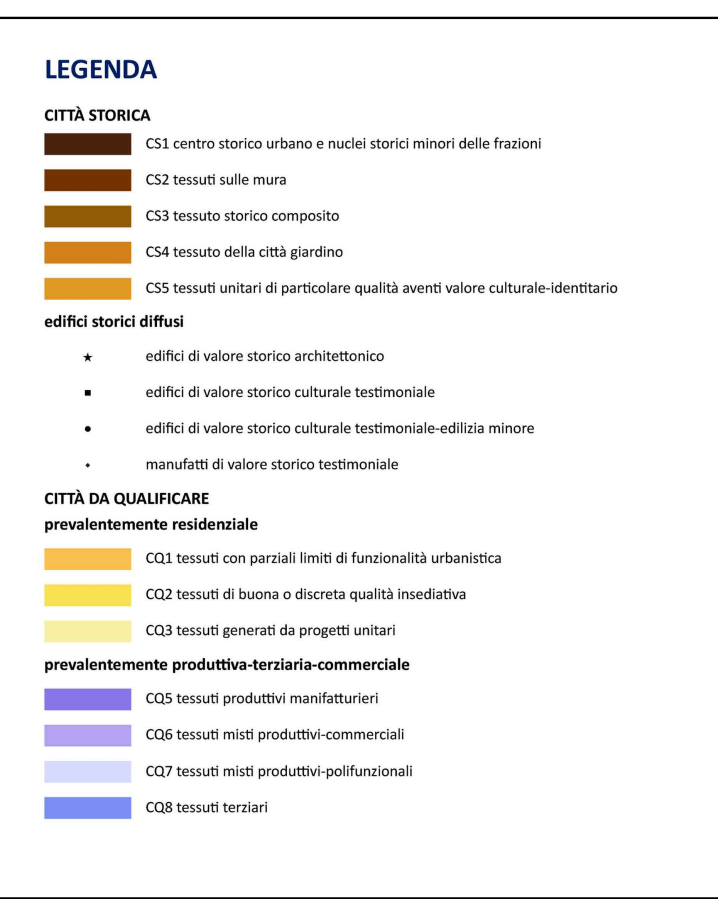 LEGENDA
CITTÀ STORICA
CS1 centro storico urbano e nuclei storici minori delle frazioni
CS2 tessuti sulle mura
CS3 tessuto storico composito
CS4 tessuto della città giardino
CS5 tessuti unitari di particolare qualità aventi valore culturale-identitario
edifici storici diffusi
edifici di valore storico architettonico
edifici di valore storico culturale testimoniale
edifici di valore storico culturale testimoniale-edilizia minore
manufatti di valore storico testimoniale
CITTÀ DA QUALIFICARE
prevalentemente residenziale
CQ1 tessuti con parziali limiti di funzionalità urbanistica
CQ2 tessuti di buona o discreta qualità insediativa
CQ3 tessuti generati da progetti unitari
prevalentemente produttiva-terziaria-commerciale
CQ5 tessuti produttivi manifatturieri
CQ6 tessuti misti produttivi-commerciali
CQ7 tessuti misti produttivi-polifunzionali
CQ8 tessuti terziari